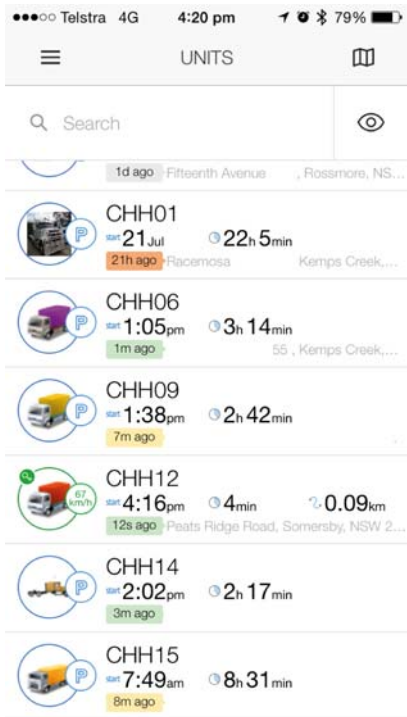 Telstra 4G 4:20 pm 79%
UNITS
Search
1d ago Fifteenth Avenue , Rossmore, NS...
CHH01
P start 21 Jul 22h 5min
21h ago Racemosa Kemps Creek,...
CHH06
P start 1:05pm 3h 14min
1m ago 55 , Kemps Creek,...
CHH09
P start 1:38pm 2h 42min
7m ago
CHH12
67 km/h start 4:16pm 4min 0.09km
12s ago Peats Ridge Road, Somersby, NSW 2...
CHH14
P start 2:02pm 2h 17min
3m ago
CHH15
P start 7:49am 8h 31min
8m ago